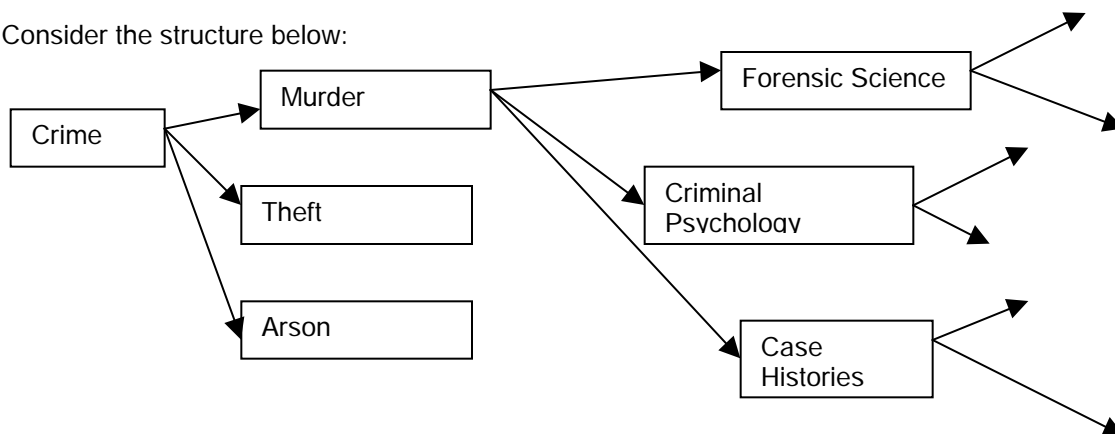 Consider the structure below:
Crime
Murder
Theft
Arson
Forensic Science
Criminal
Psychology
Case
Histories